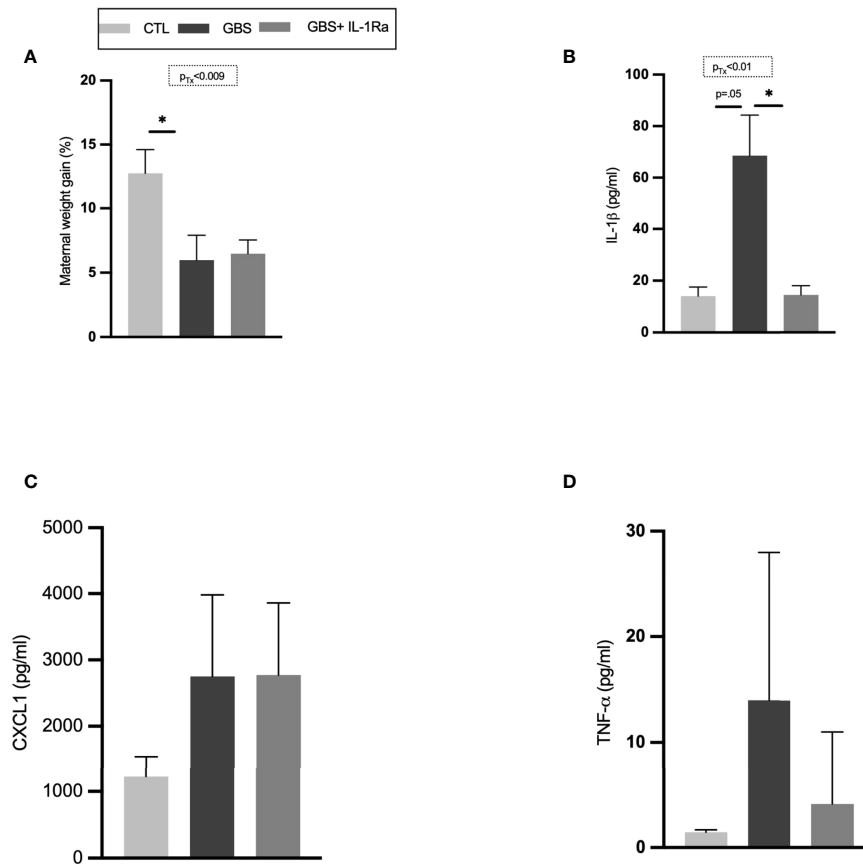 CTL GBS GBS+ IL-1Ra
A
pTx<0.009
*
Maternal weight gain (%)
20
15
10
5
0
B
pTx<0.01
p=.05 *
IL-1β (pg/ml)
100
80
60
40
20
0
C
CXCL1 (pg/ml)
5000
4000
3000
2000
1000
0
D
TNF-α (pg/ml)
30
20
10
0